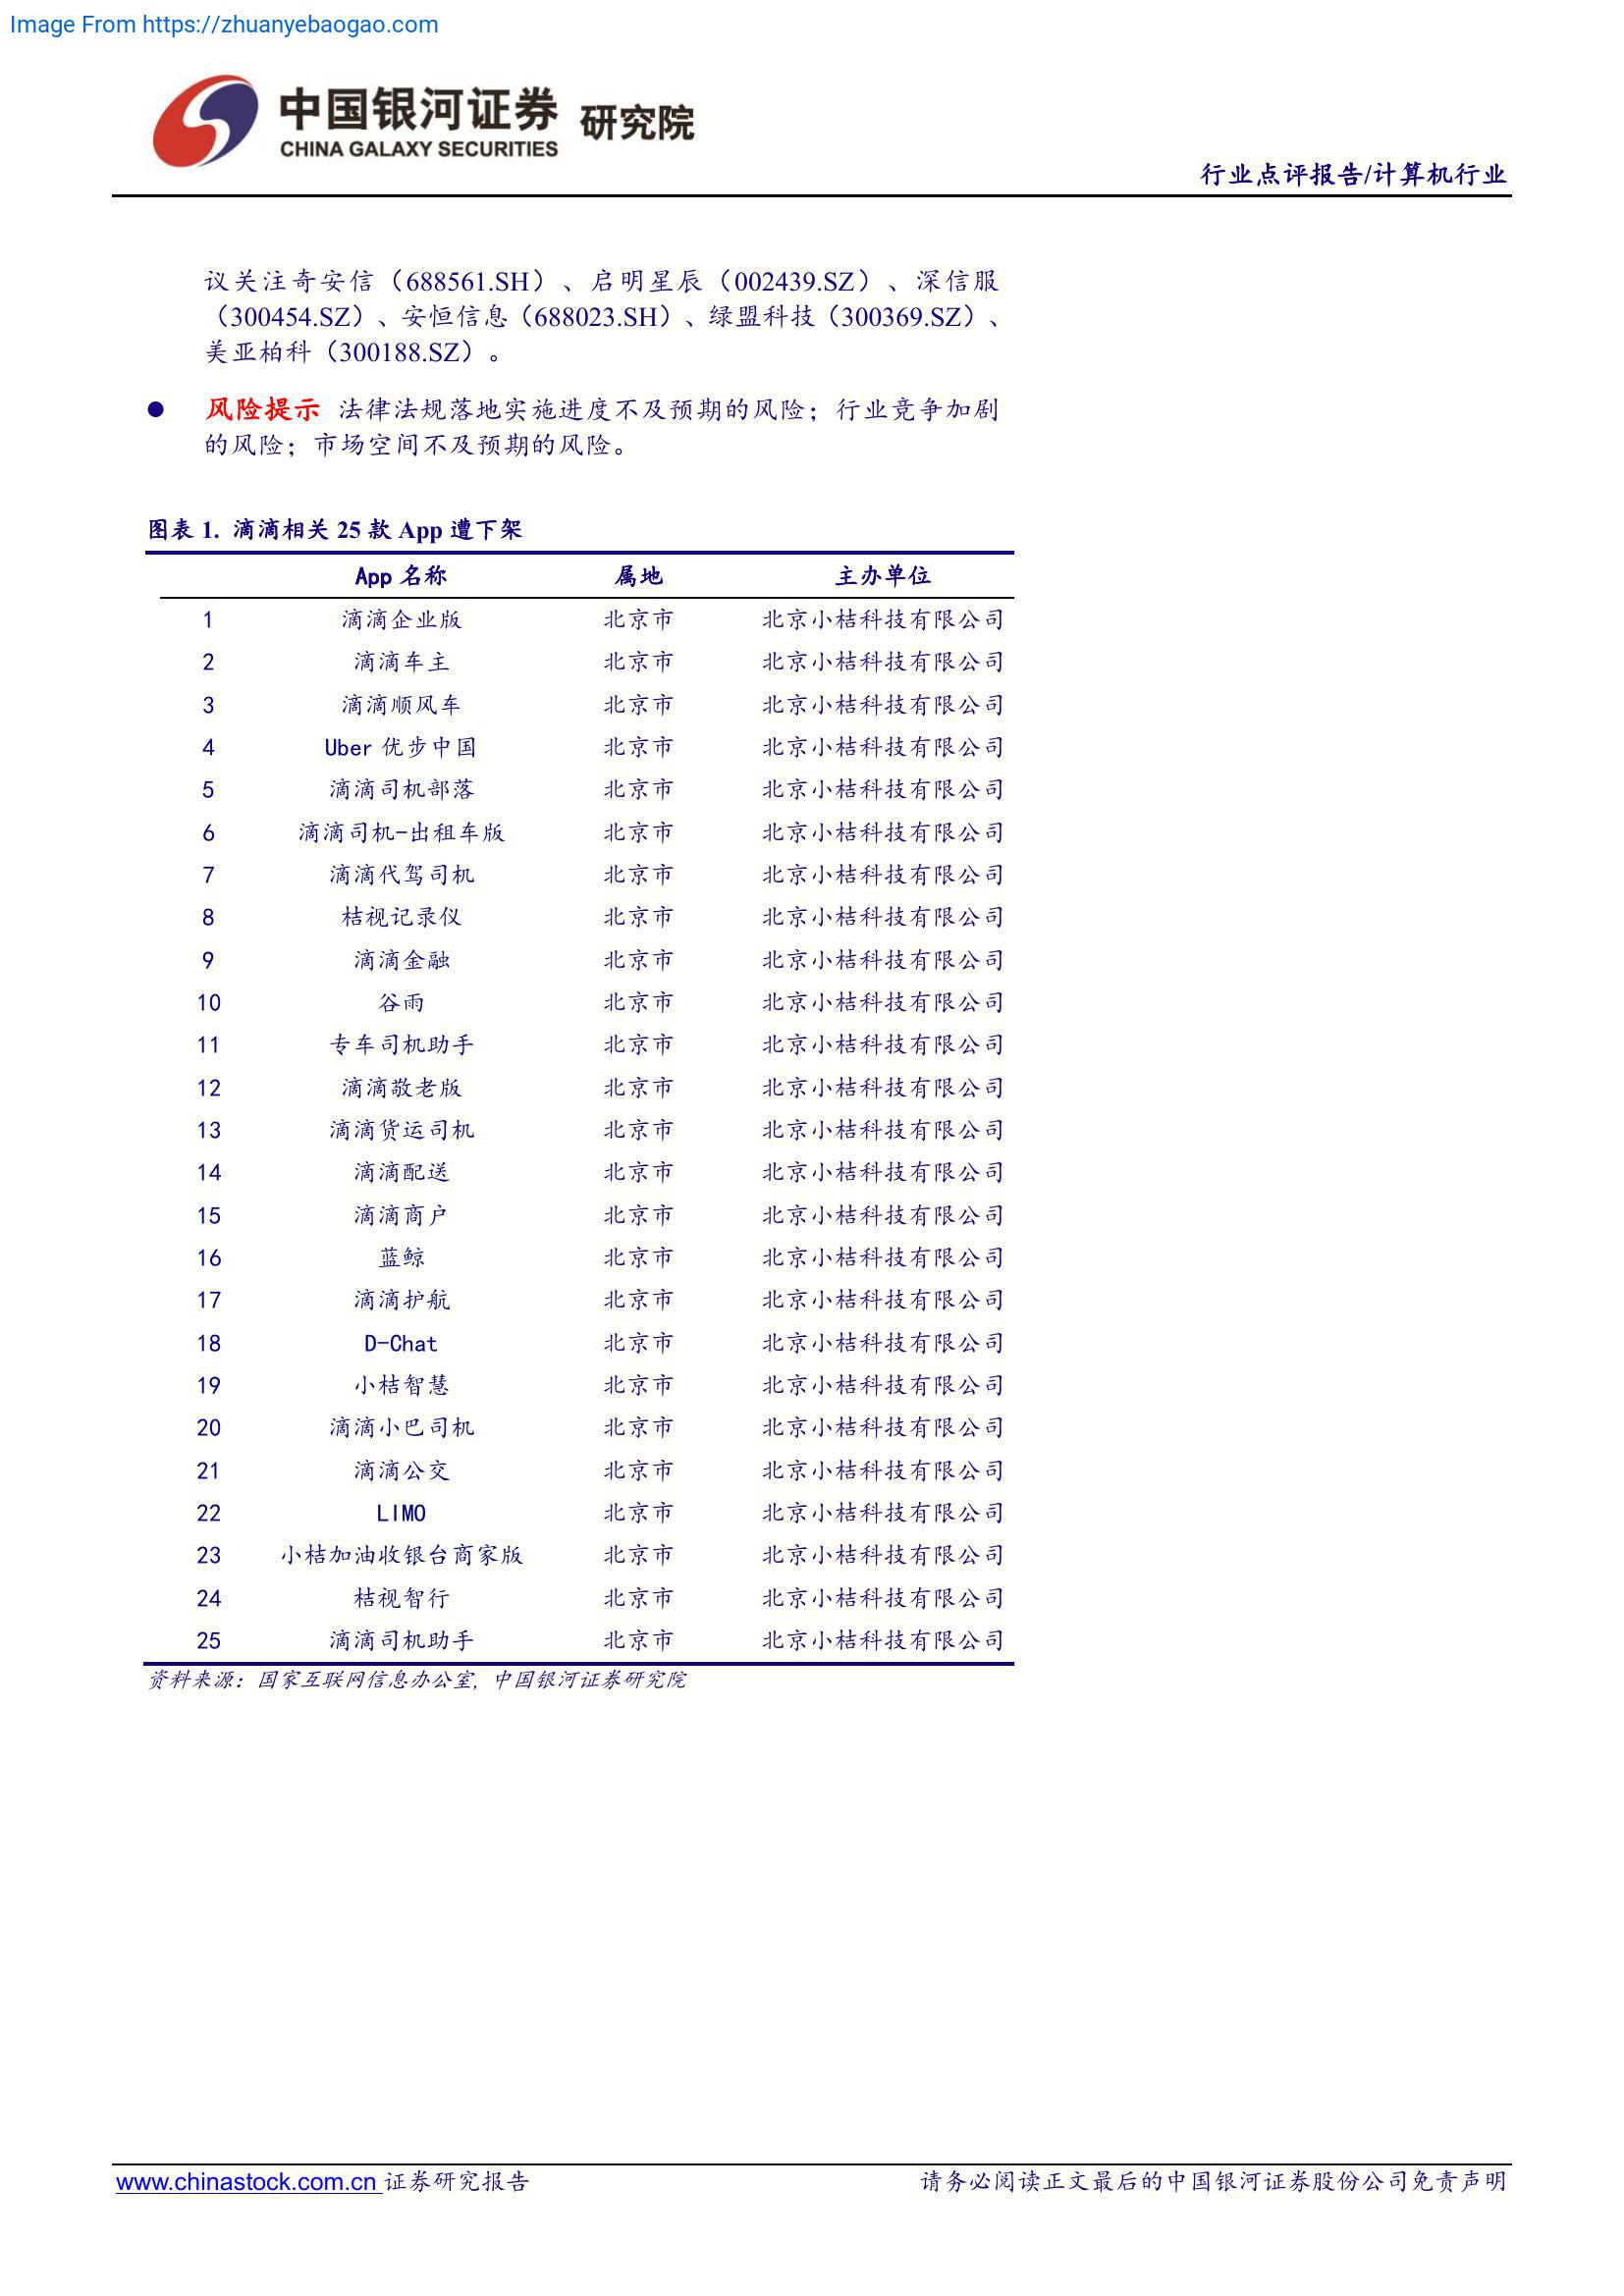 Image From https://zhuanyebaogao.com
中国银河证券 研究院
CHINA GALAXY SECURITIES
行业点评报告/计算机行业
议关注奇安信（688561.SH）、启明星辰（002439.SZ）、深信服
（300454.SZ）、安恒信息（688023.SH）、绿盟科技（300369.SZ）、
美亚柏科（300188.SZ）。
● 风险提示 法律法规落地实施进度不及预期的风险；行业竞争加剧
的风险；市场空间不及预期的风险。
图表 1. 滴滴相关 25 款 App 遭下架
App 名称 属地 主办单位
1 滴滴企业版 北京市 北京小桔科技有限公司
2 滴滴车主 北京市 北京小桔科技有限公司
3 滴滴顺风车 北京市 北京小桔科技有限公司
4 Uber 优步中国 北京市 北京小桔科技有限公司
5 滴滴司机部落 北京市 北京小桔科技有限公司
6 滴滴司机-出租车版 北京市 北京小桔科技有限公司
7 滴滴代驾司机 北京市 北京小桔科技有限公司
8 桔视记录仪 北京市 北京小桔科技有限公司
9 滴滴金融 北京市 北京小桔科技有限公司
10 谷雨 北京市 北京小桔科技有限公司
11 专车司机助手 北京市 北京小桔科技有限公司
12 滴滴敬老版 北京市 北京小桔科技有限公司
13 滴滴货运司机 北京市 北京小桔科技有限公司
14 滴滴配送 北京市 北京小桔科技有限公司
15 滴滴商户 北京市 北京小桔科技有限公司
16 蓝鲸 北京市 北京小桔科技有限公司
17 滴滴护航 北京市 北京小桔科技有限公司
18 D-Chat 北京市 北京小桔科技有限公司
19 小桔智慧 北京市 北京小桔科技有限公司
20 滴滴小巴司机 北京市 北京小桔科技有限公司
21 滴滴公交 北京市 北京小桔科技有限公司
22 LIMO 北京市 北京小桔科技有限公司
23 小桔加油收银台商家版 北京市 北京小桔科技有限公司
24 桔视智行 北京市 北京小桔科技有限公司
25 滴滴司机助手 北京市 北京小桔科技有限公司
资料来源：国家互联网信息办公室, 中国银河证券研究院
www.chinastock.com.cn 证券研究报告 请务必阅读正文最后的中国银河证券股份公司免责声明